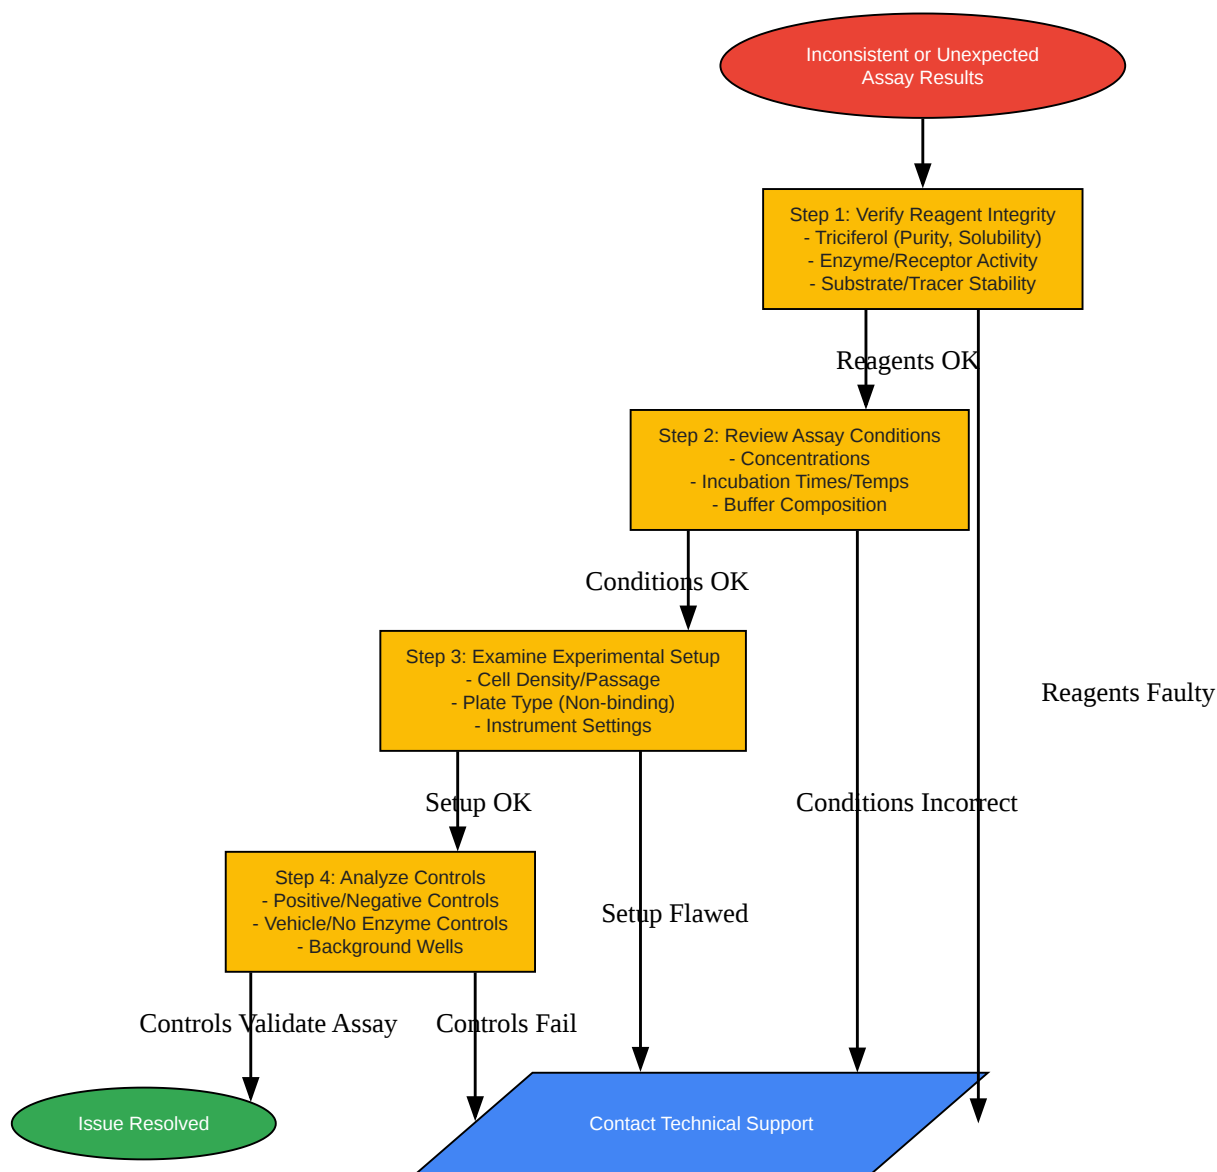 Inconsistent or Unexpected
Assay Results
Step 1: Verify Reagent Integrity
- Triciferol (Purity, Solubility)
- Enzyme/Receptor Activity
- Substrate/Tracer Stability
Reagents OK
Step 2: Review Assay Conditions
- Concentrations
- Incubation Times/Temps
- Buffer Composition
Conditions OK
Step 3: Examine Experimental Setup
- Cell Density/Passage
- Plate Type (Non-binding)
- Instrument Settings
Reagents Faulty
Setup OK
Conditions Incorrect
Step 4: Analyze Controls
- Positive/Negative Controls
- Vehicle/No Enzyme Controls
- Background Wells
Setup Flawed
Controls Validate Assay
Controls Fail
Issue Resolved
Contact Technical Support